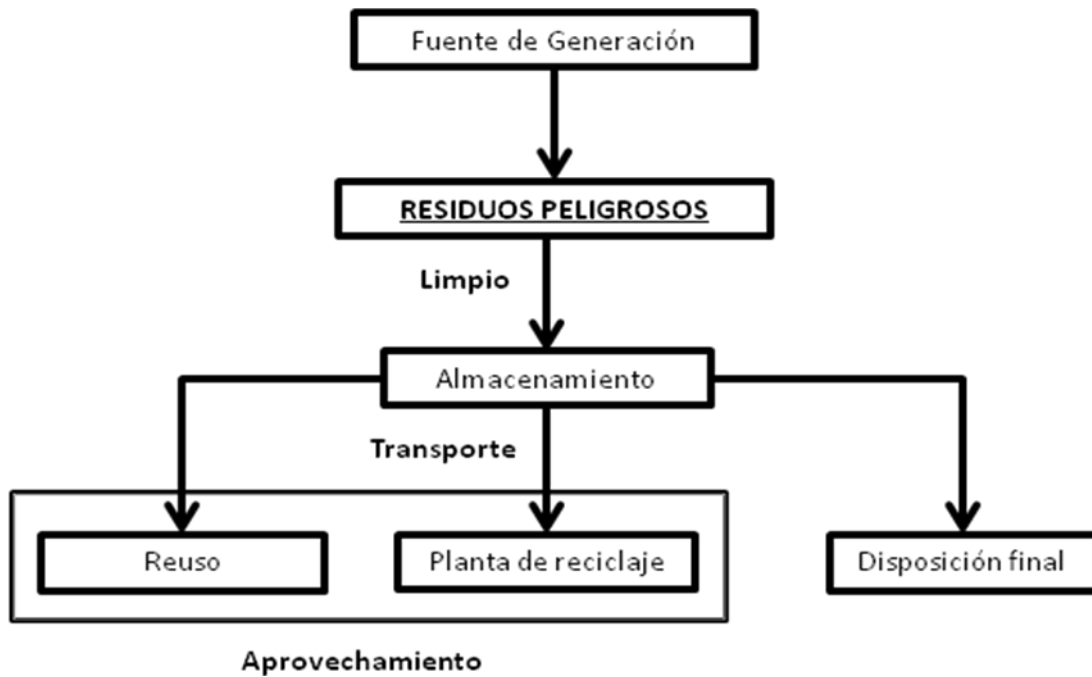 Fuente de Generación
RESIDUOS PELIGROSOS
Limpio
Almacenamiento
Transporte
Reuso
Planta de reciclaje
Disposición final
Aprovechamiento